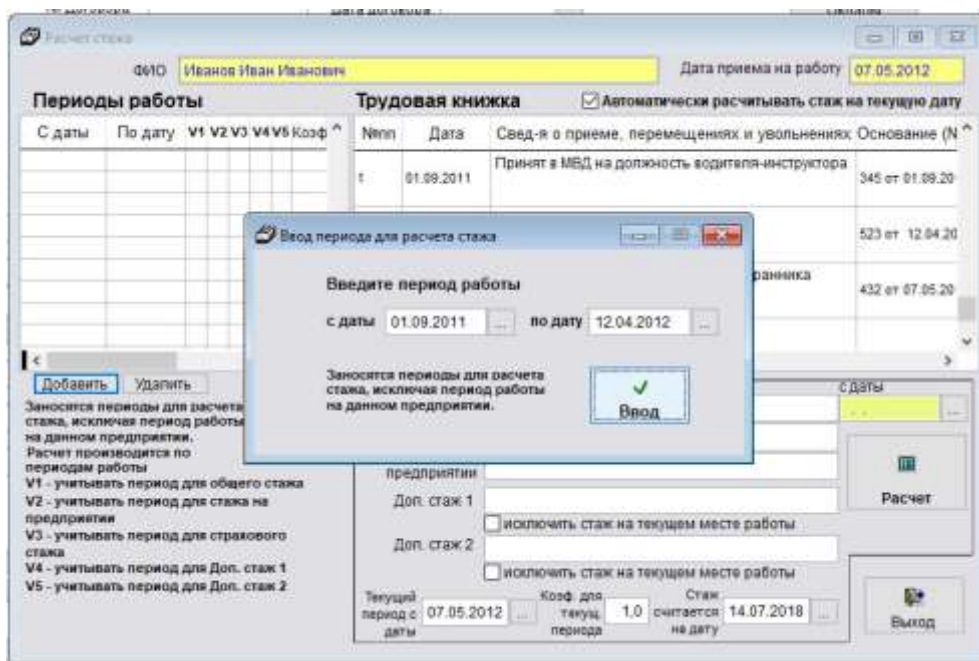 Расчет стажа
ФИО Иванов Иван Иванович Дата приема на работу 07.05.2012
Периоды работы Трудовая книжка Автоматически расчитывать стаж на текущую дату
С даты По дату V1 V2 V3 V4 V5 Коэф №пп Дата Свед-я о приеме, перемещениях и увольнениях Основание (N
1 01.09.2011 Принят в МВД на должность водителя-инструктора 345 от 01.09.20
523 от 12.04.20
432 от 07.05.20
Ввод периода для расчета стажа
Введите период работы
с даты 01.09.2011 ... по дату 12.04.2012 ...
Заносятся периоды для расчета
стажа, исключая период работы
на данном предприятии.
Ввод
Добавить Удалить
Заносятся периоды для расчета
стажа, исключая период работы
на данном предприятии.
Расчет производится по
периодам работы
V1 - учитывать период для общего стажа
V2 - учитывать период для стажа на
предприятии
V3 - учитывать период для страхового
стажа
V4 - учитывать период для Доп. стаж 1
V5 - учитывать период для Доп. стаж 2
с даты
. . ...
предприятии
Доп. стаж 1
исключить стаж на текущем месте работы
Доп. стаж 2
исключить стаж на текущем месте работы
Расчет
Текущий
период с
даты
07.05.2012 ...
Коэф. для
текущ.
периода
1,0
Стаж
считается
на дату
14.07.2018 ...
Выход